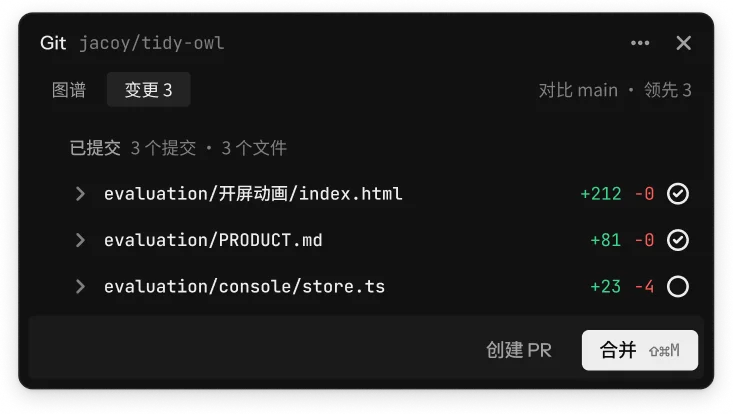 Git jacoy/tidy-owl
图谱 变更 3 对比 main · 领先 3
已提交 3 个提交 · 3 个文件
evaluation/开屏动画/index.html +212 -0
evaluation/PRODUCT.md +81 -0
evaluation/console/store.ts +23 -4
创建 PR 合并 ⇧⌘M